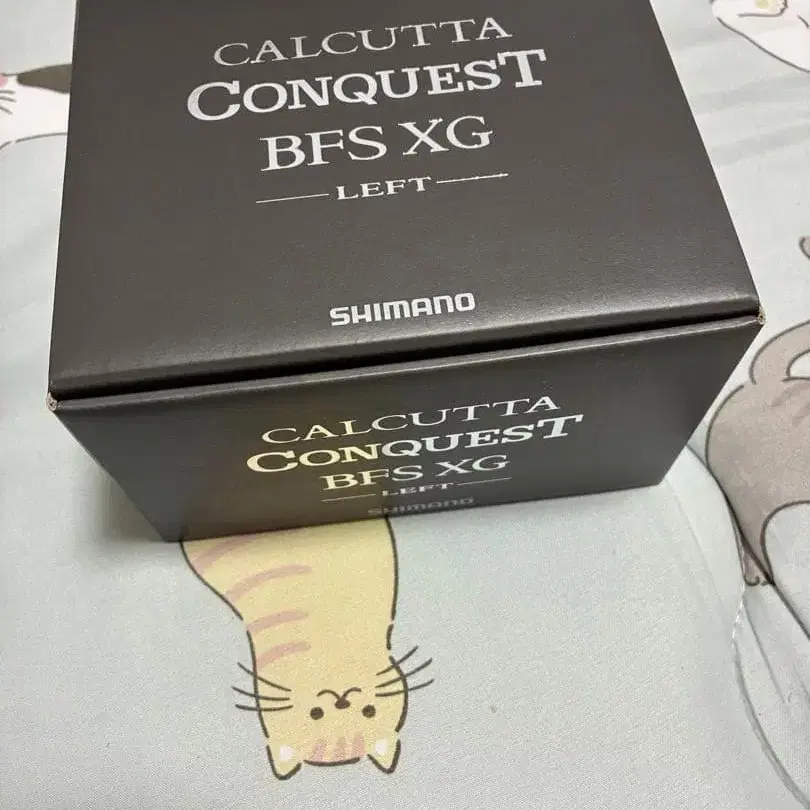 CALCUTTA
CONQUEST
BFS XG
LEFT
SHIMANO
CALCUTTA
CONQUEST
BFS XG
LEFT
SHIMANO